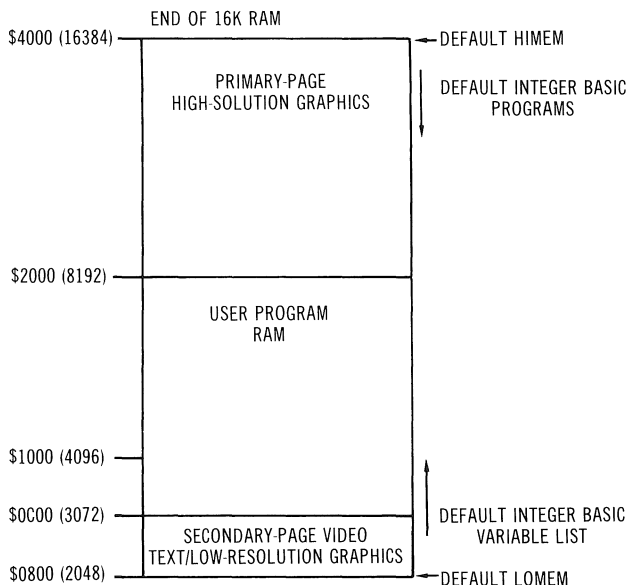 END OF 16K RAM
$4000 (16384)
DEFAULT HIMEM
PRIMARY-PAGE
HIGH-SOLUTION GRAPHICS
DEFAULT INTEGER BASIC
PROGRAMS
$2000 (8192)
USER PROGRAM
RAM
$1000 (4096)
$0C00 (3072)
DEFAULT INTEGER BASIC
VARIABLE LIST
SECONDARY-PAGE VIDEO
TEXT/LOW-RESOLUTION GRAPHICS
$0800 (2048)
DEFAULT LOMEM